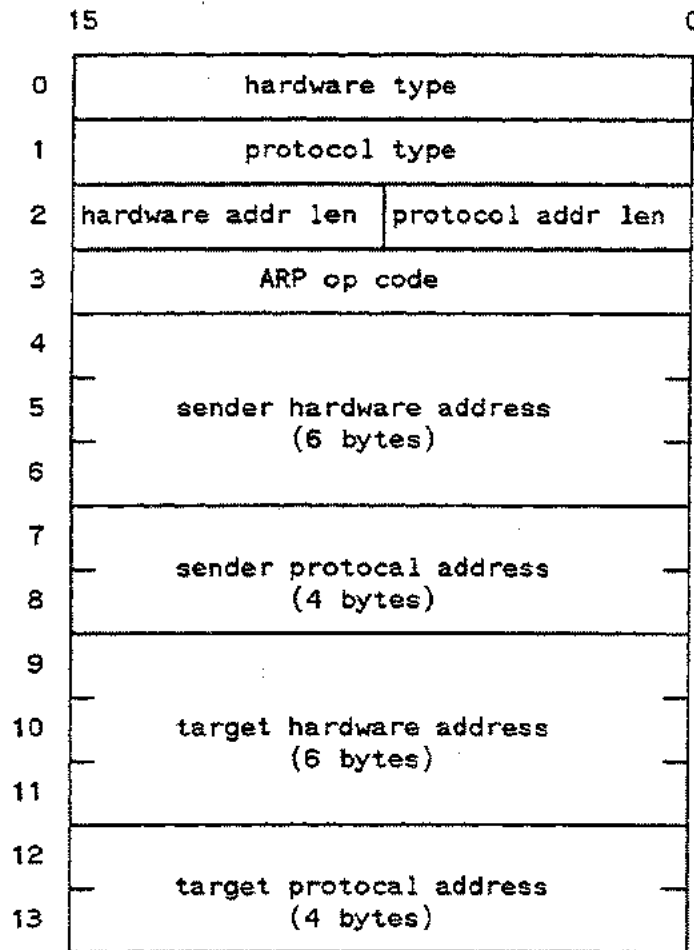 15 0
0 hardware type
1 protocol type
2 hardware addr len protocol addr len
3 ARP op code
4
5 sender hardware address
(6 bytes)
6
7
sender protocal address
8 (4 bytes)
9
10 target hardware address
(6 bytes)
11
12
target protocal address
13 (4 bytes)